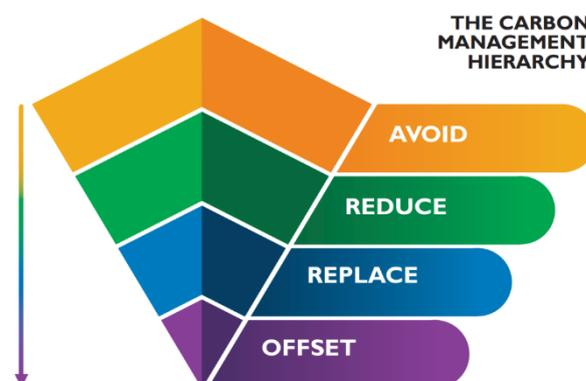 THE CARBON
MANAGEMENT
HIERARCHY
AVOID
REDUCE
REPLACE
OFFSET